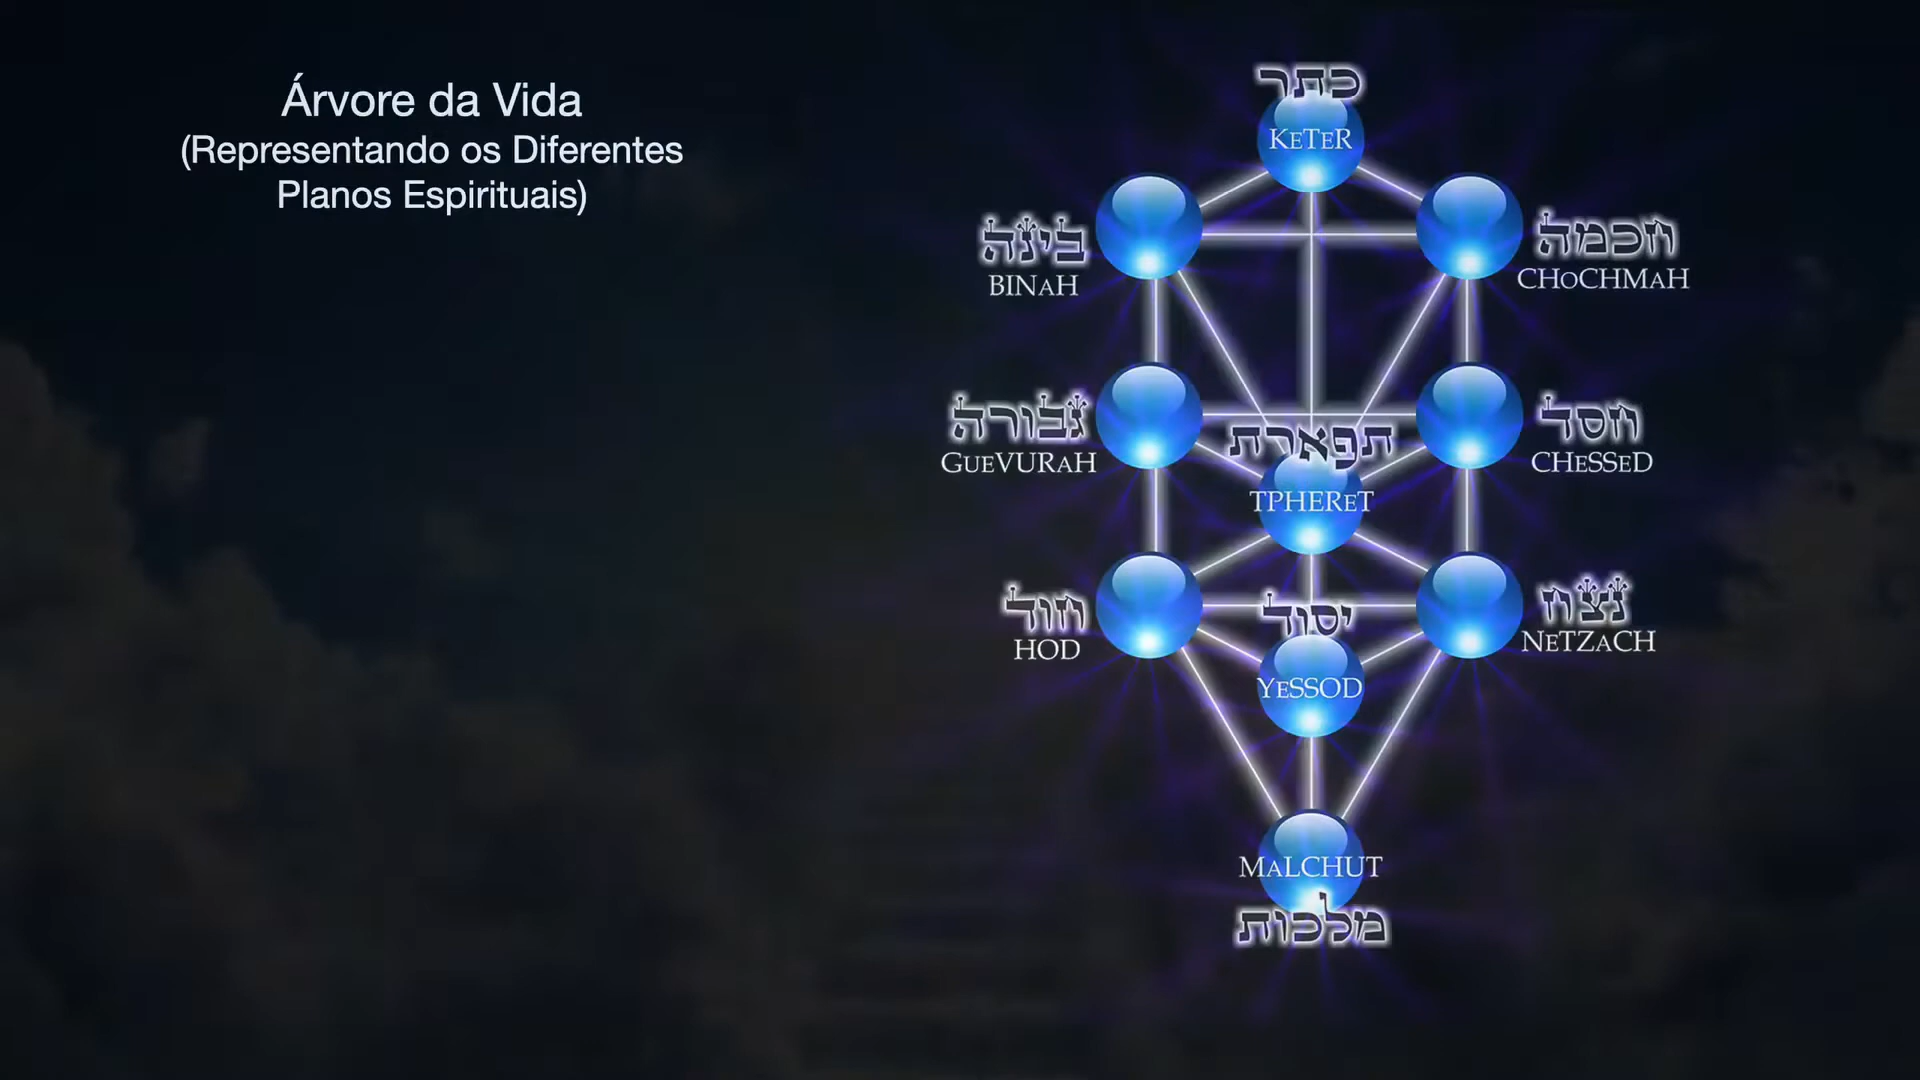 Árvore da Vida
(Representando os Diferentes
Planos Espirituais)
כתר
KeTeR
בינה
BINaH
חכמה
CHoCHMaH
גבורה
GueVURaH
חסד
CHeSSeD
תפארת
TPHEReT
הוד
HOD
נצח
NeTZaCH
יסוד
YeSSOD
MaLCHUT
מלכות